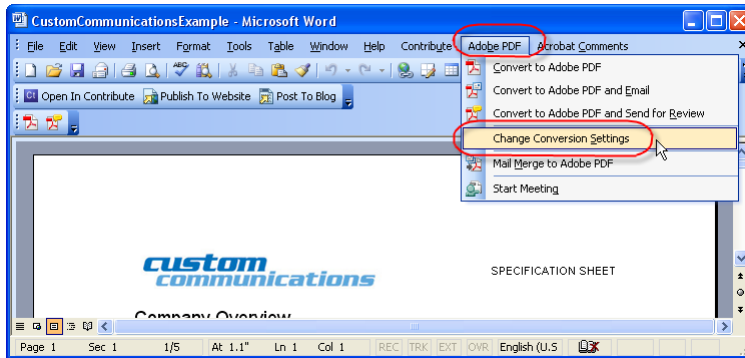 CustomCommunicationsExample - Microsoft Word
File Edit View Insert Format Tools Table Window Help Contribute Adobe PDF Acrobat Comments
Open In Contribute Publish To Website Post To Blog
Convert to Adobe PDF
Convert to Adobe PDF and Email
Convert to Adobe PDF and Send for Review
Change Conversion Settings
Mail Merge to Adobe PDF
Start Meeting
custom
communications
SPECIFICATION SHEET
Company Overview
Page 1 Sec 1 1/5 At 1.1" Ln 1 Col 1 REC TRK EXT OVR English (U.S